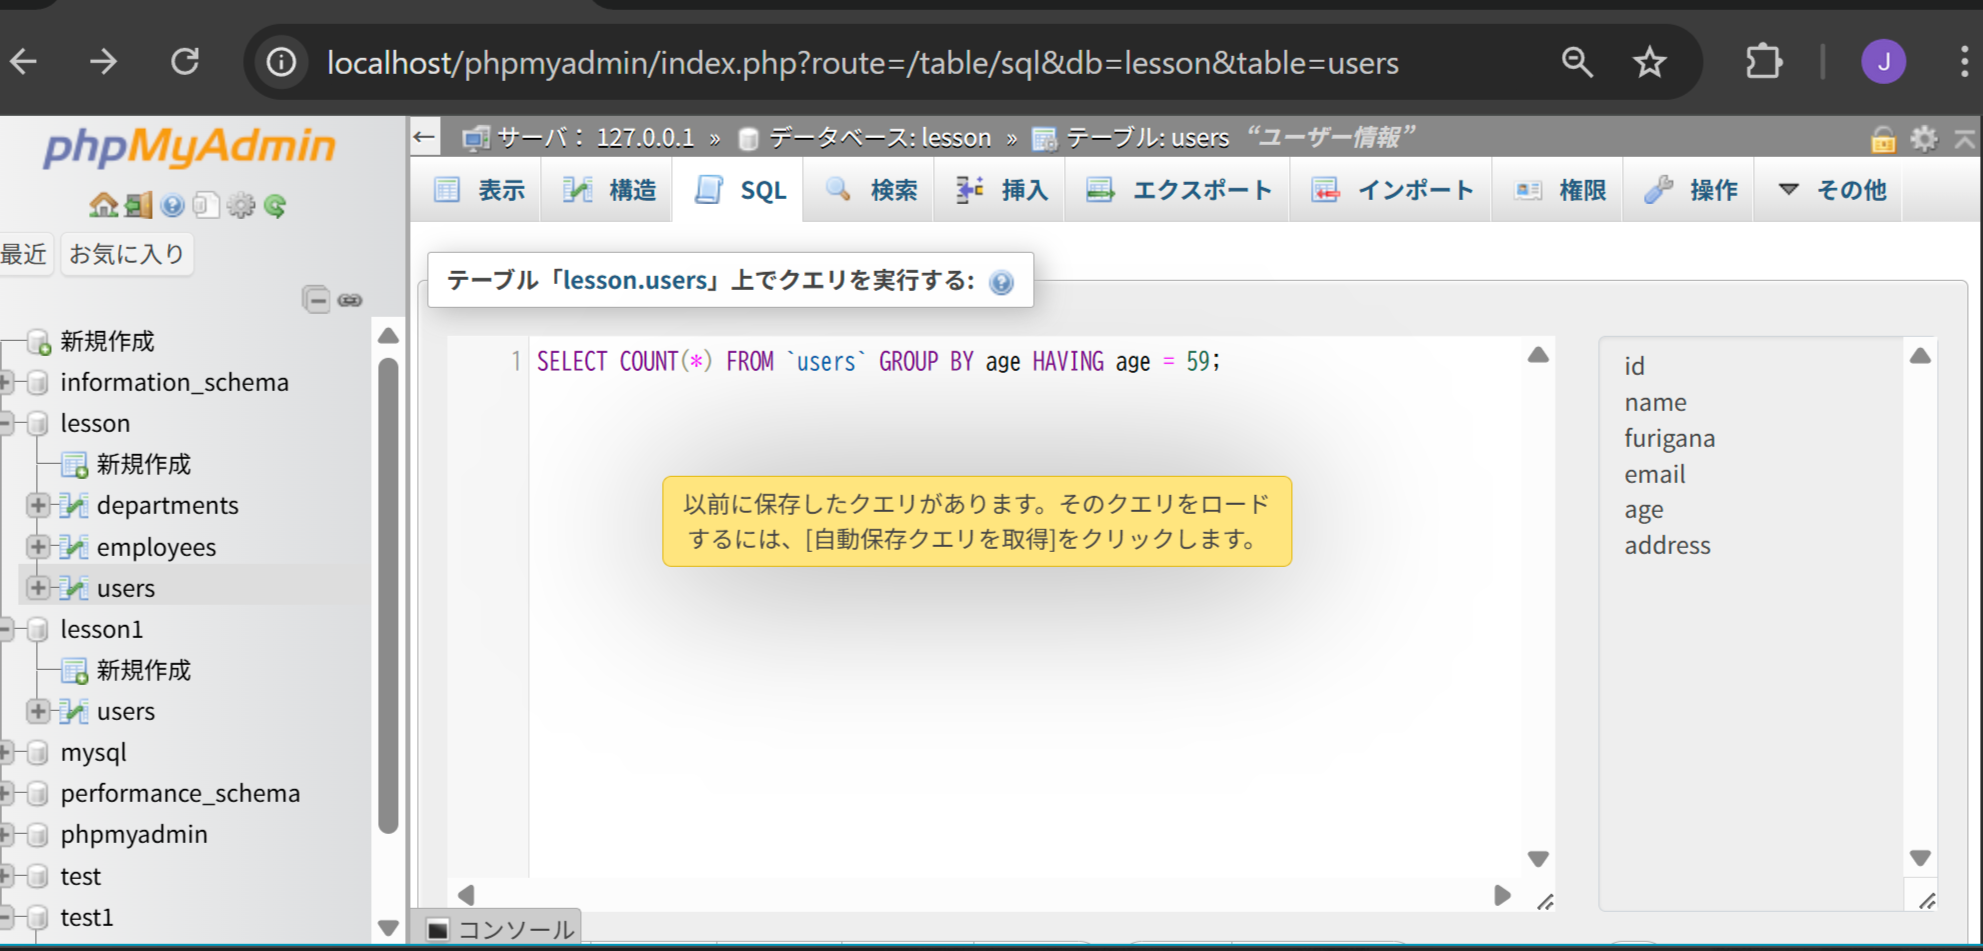 localhost/phpmyadmin/index.php?route=/table/sql&db=lesson&table=users
J
phpMyAdmin
最近 お気に入り
新規作成
information_schema
lesson
新規作成
departments
employees
users
lesson1
新規作成
users
mysql
performance_schema
phpmyadmin
test
test1
サーバ: 127.0.0.1 » データベース: lesson » テーブル: users “ユーザー情報”
表示 構造 SQL 検索 挿入 エクスポート インポート 権限 操作 その他
テーブル「lesson.users」上でクエリを実行する:
1 SELECT COUNT(*) FROM `users` GROUP BY age HAVING age = 59;
以前に保存したクエリがあります。そのクエリをロード
するには、[自動保存クエリを取得]をクリックします。
id
name
furigana
email
age
address
コンソール